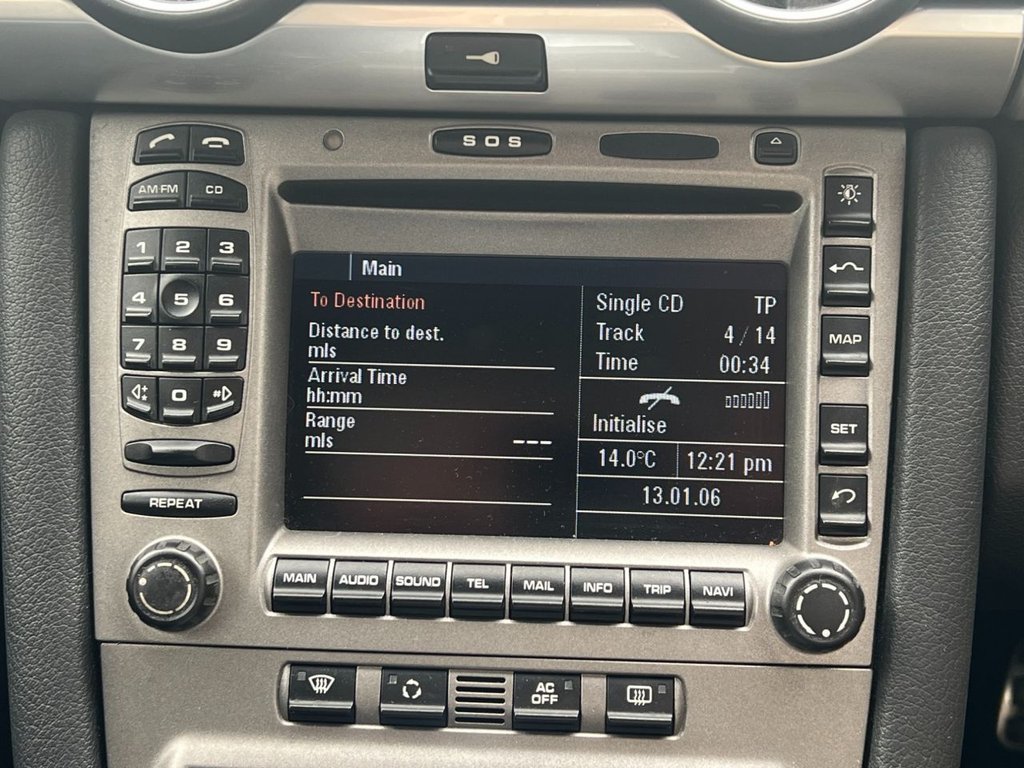 SOS
AM FM CD
1 2 3
4 5 6
7 8 9
0 #
REPEAT
Main
To Destination
Distance to dest.
mls
Arrival Time
hh:mm
Range
mls ---
Single CD TP
Track 4 / 14
Time 00:34
Initialise
14.0°C 12:21 pm
13.01.06
MAP
SET
MAIN AUDIO SOUND TEL MAIL INFO TRIP NAVI
AC
OFF